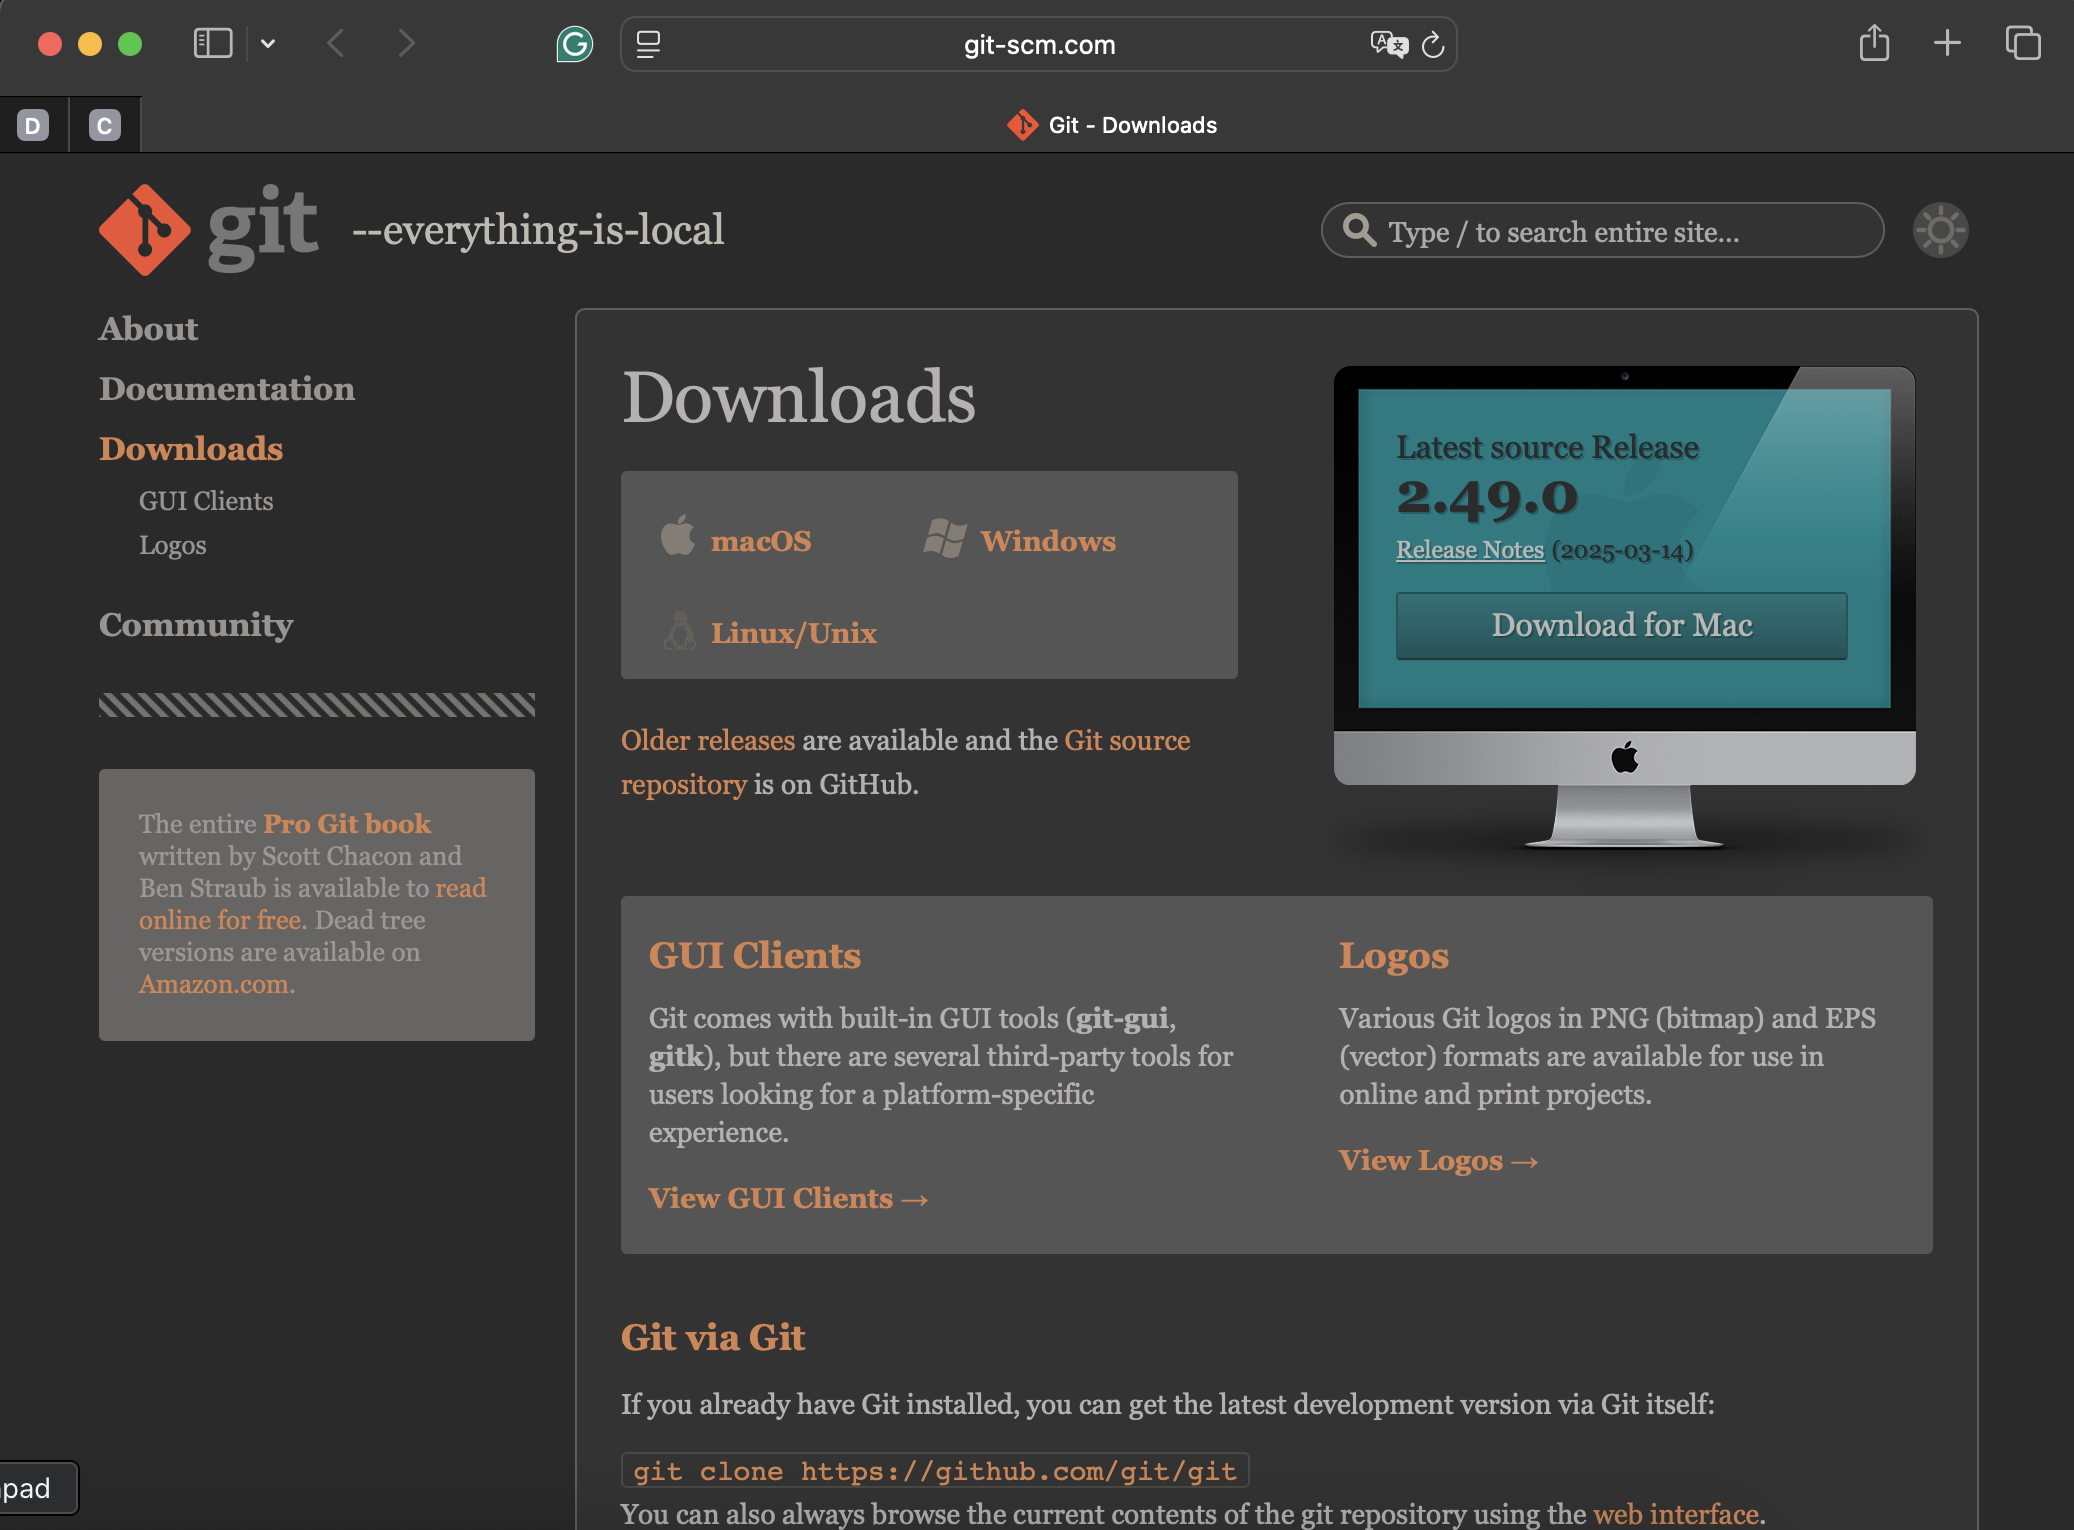 git-scm.com
D
C
Git - Downloads
git --everything-is-local
Type / to search entire site...
About
Documentation
Downloads
GUI Clients
Logos
Community
The entire Pro Git book
written by Scott Chacon and
Ben Straub is available to read
online for free. Dead tree
versions are available on
Amazon.com.
Downloads
macOS
Windows
Linux/Unix
Older releases are available and the Git source
repository is on GitHub.
Latest source Release
2.49.0
Release Notes (2025-03-14)
Download for Mac
GUI Clients
Git comes with built-in GUI tools (git-gui,
gitk), but there are several third-party tools for
users looking for a platform-specific
experience.
View GUI Clients →
Logos
Various Git logos in PNG (bitmap) and EPS
(vector) formats are available for use in
online and print projects.
View Logos →
Git via Git
If you already have Git installed, you can get the latest development version via Git itself:
git clone https://github.com/git/git
You can also always browse the current contents of the git repository using the web interface.